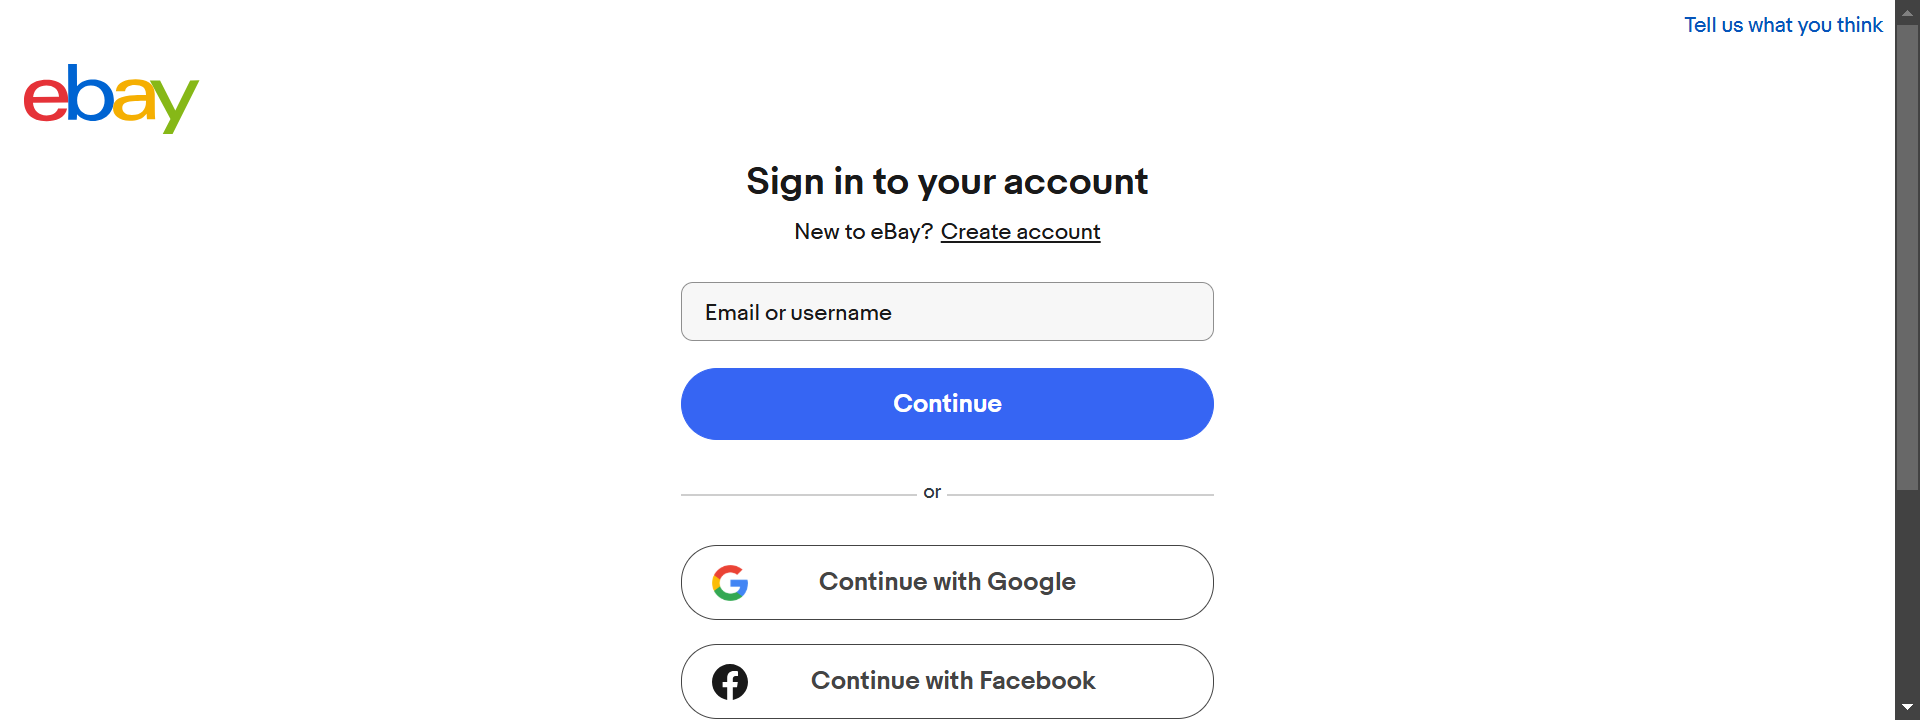 Tell us what you think
ebay
Sign in to your account
New to eBay? Create account
Email or username
Continue
or
Continue with Google
Continue with Facebook